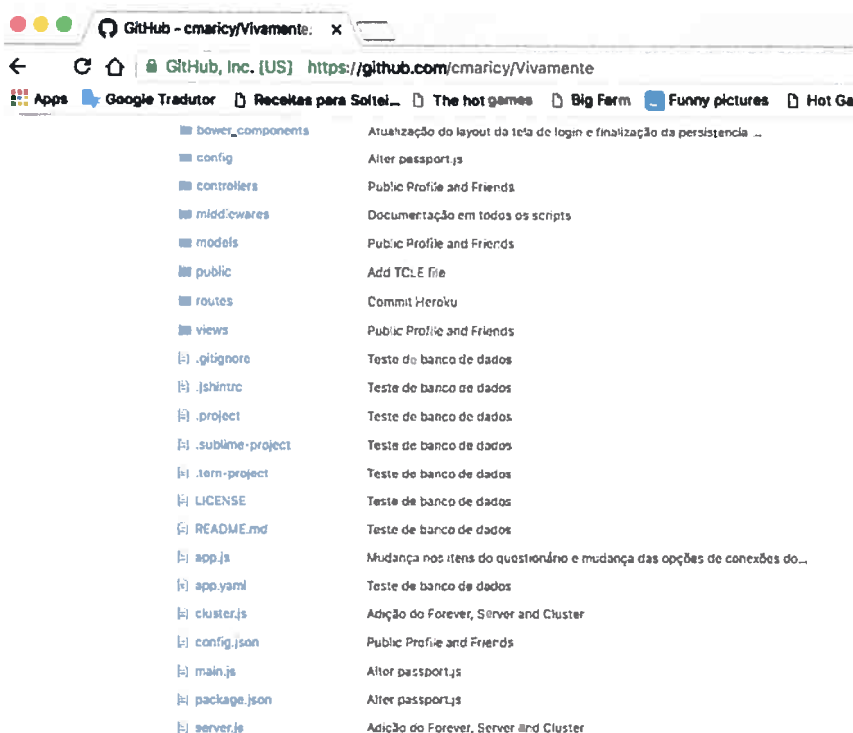 GitHub - cmaricy/Vivamente: x
GitHub, Inc. [US] https://github.com/cmaricy/Vivamente
Apps Google Tradutor Receitas para Soltei... The hot games Big Farm Funny pictures Hot Ga
bower_components Atualização do layout da tela de login e finalização da persistencia ...
config Alter passport.js
controllers Public Profile and Friends
middlewares Documentação em todos os scripts
models Public Profile and Friends
public Add TCLE file
routes Commit Heroku
views Public Profile and Friends
.gitignore Teste de banco de dados
.jshintrc Teste de banco de dados
.project Teste de banco de dados
.sublime-project Teste de banco de dados
.tern-project Teste de banco de dados
LICENSE Teste de banco de dados
README.md Teste de banco de dados
app.js Mudança nos itens do questionário e mudança das opções de conexões do...
app.yaml Teste de banco de dados
cluster.js Adição do Forever, Server and Cluster
config.json Public Profile and Friends
main.js Alter passport.js
package.json Alter passport.js
server.js Adição do Forever, Server and Cluster